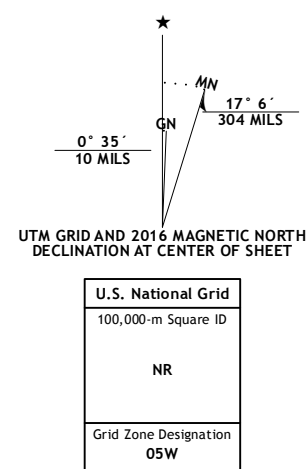 ★
MN
GN
17° 6´
304 MILS
0° 35´
10 MILS
UTM GRID AND 2016 MAGNETIC NORTH
DECLINATION AT CENTER OF SHEET
U.S. National Grid
100,000-m Square ID
NR
Grid Zone Designation
05W